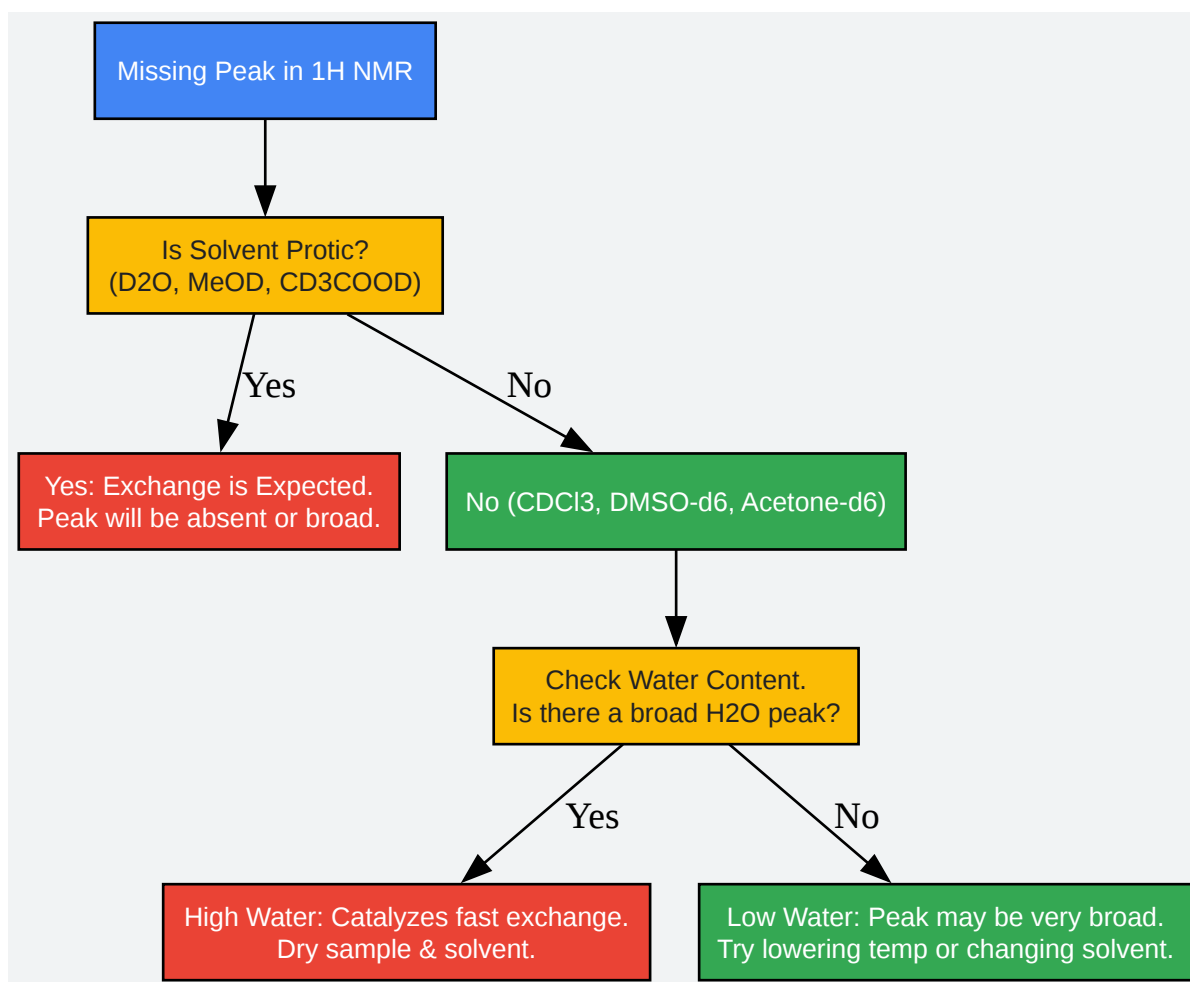 Missing Peak in 1H NMR
Is Solvent Protic?
(D2O, MeOD, CD3COOD)
Yes
No
Yes: Exchange is Expected.
Peak will be absent or broad.
No (CDCl3, DMSO-d6, Acetone-d6)
Check Water Content.
Is there a broad H2O peak?
Yes
No
High Water: Catalyzes fast exchange.
Dry sample & solvent.
Low Water: Peak may be very broad.
Try lowering temp or changing solvent.